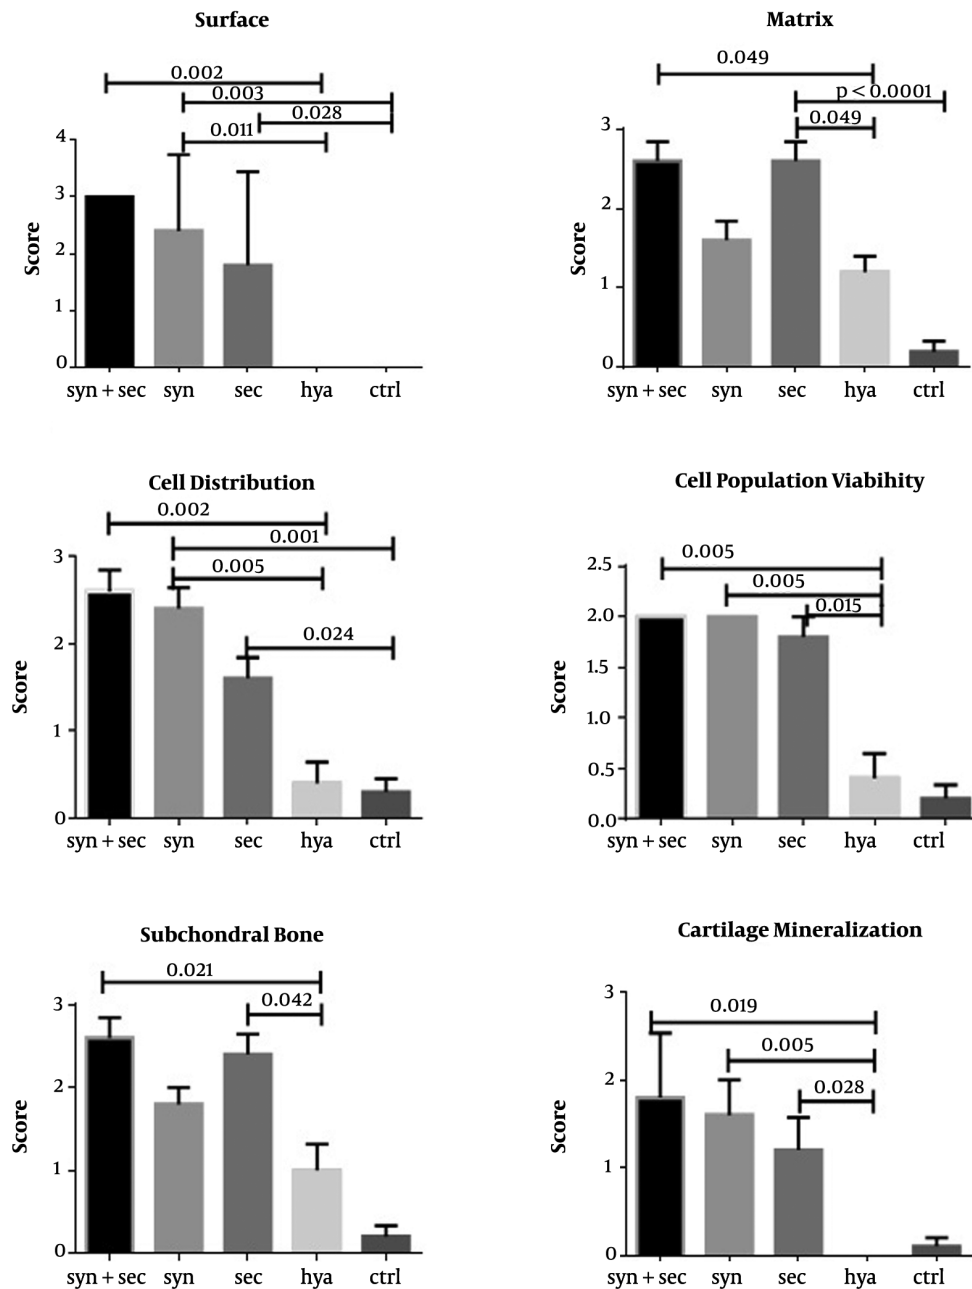 Surface
0.002
0.003
0.028
0.011
4
3
2
1
0
Score
syn + sec syn sec hya ctrl
Matrix
0.049
p < 0.0001
0.049
3
2
1
0
Score
syn + sec syn sec hya ctrl
Cell Distribution
0.002
0.001
0.005
0.024
3
2
1
0
Score
syn + sec syn sec hya ctrl
Cell Population Viabihity
0.005
0.005
0.015
2.5
2.0
1.5
1.0
0.5
0.0
Score
syn + sec syn sec hya ctrl
Subchondral Bone
0.021
0.042
3
2
1
0
Score
syn + sec syn sec hya ctrl
Cartilage Mineralization
0.019
0.005
0.028
3
2
1
0
Score
syn + sec syn sec hya ctrl